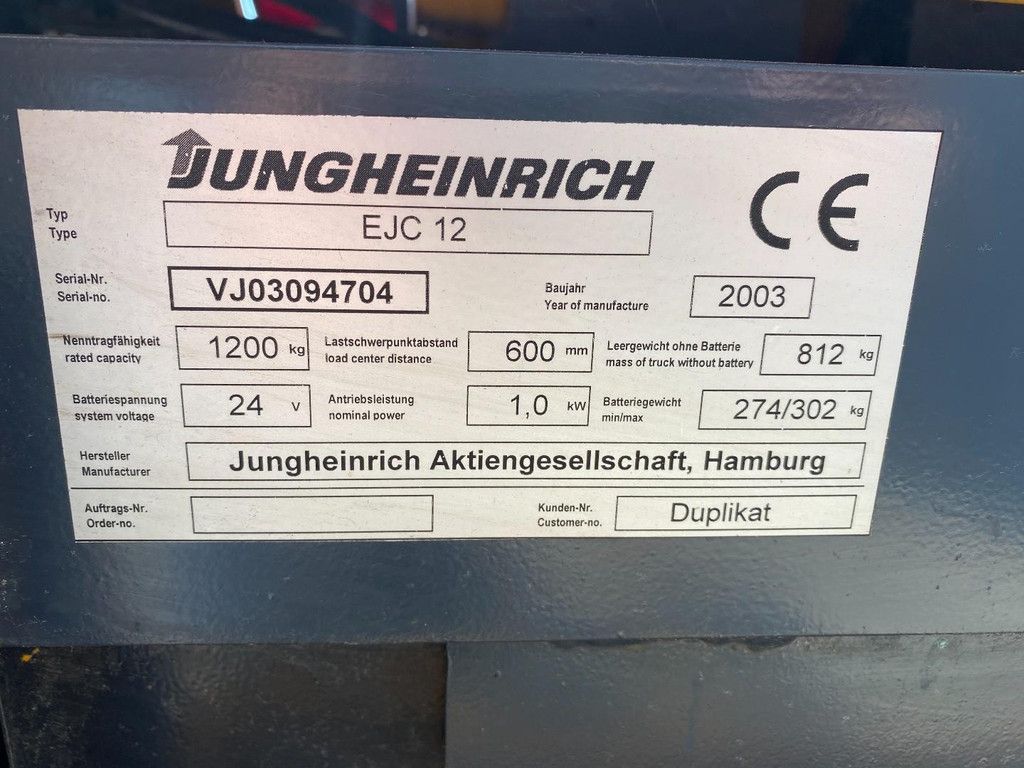 JUNGHEINRICH
CE
Typ
Type
EJC 12
Serial-Nr.
Serial-no.
VJ03094704
Baujahr
Year of manufacture
2003
Nenntragfähigkeit
rated capacity
1200 kg
Lastschwerpunktabstand
load center distance
600 mm
Leergewicht ohne Batterie
mass of truck without battery
812 kg
Batteriespannung
system voltage
24 V
Antriebsleistung
nominal power
1,0 kW
Batteriegewicht
min/max
274/302 kg
Hersteller
Manufacturer
Jungheinrich Aktiengesellschaft, Hamburg
Auftrags-Nr.
Order-no.
Kunden-Nr.
Customer-no.
Duplikat